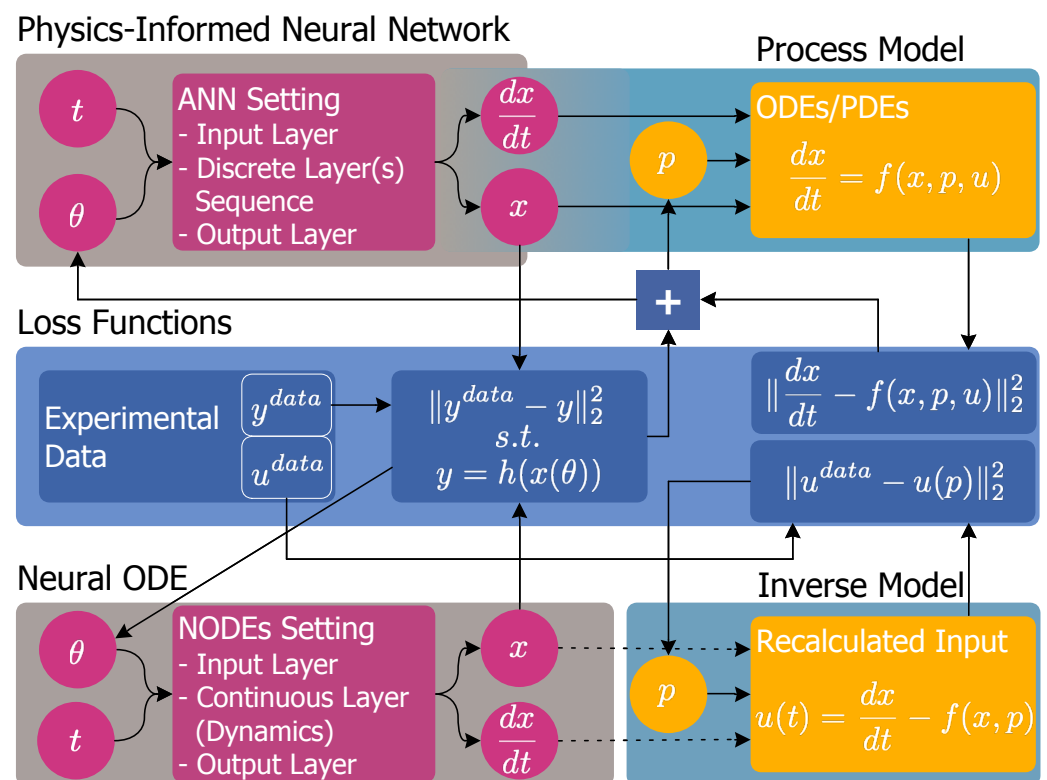 Physics-Informed Neural Network
Process Model
t
θ
ANN Setting
- Input Layer
- Discrete Layer(s)
Sequence
- Output Layer
dx/dt
x
p
ODEs/PDEs
dx/dt = f(x, p, u)
+
Loss Functions
Experimental
Data
y^{data}
u^{data}
‖y^{data} − y‖₂²
s.t.
y = h(x(θ))
‖dx/dt − f(x, p, u)‖₂²
‖u^{data} − u(p)‖₂²
Neural ODE
Inverse Model
θ
t
NODEs Setting
- Input Layer
- Continuous Layer
(Dynamics)
- Output Layer
x
dx/dt
p
Recalculated Input
u(t) = dx/dt − f(x, p)